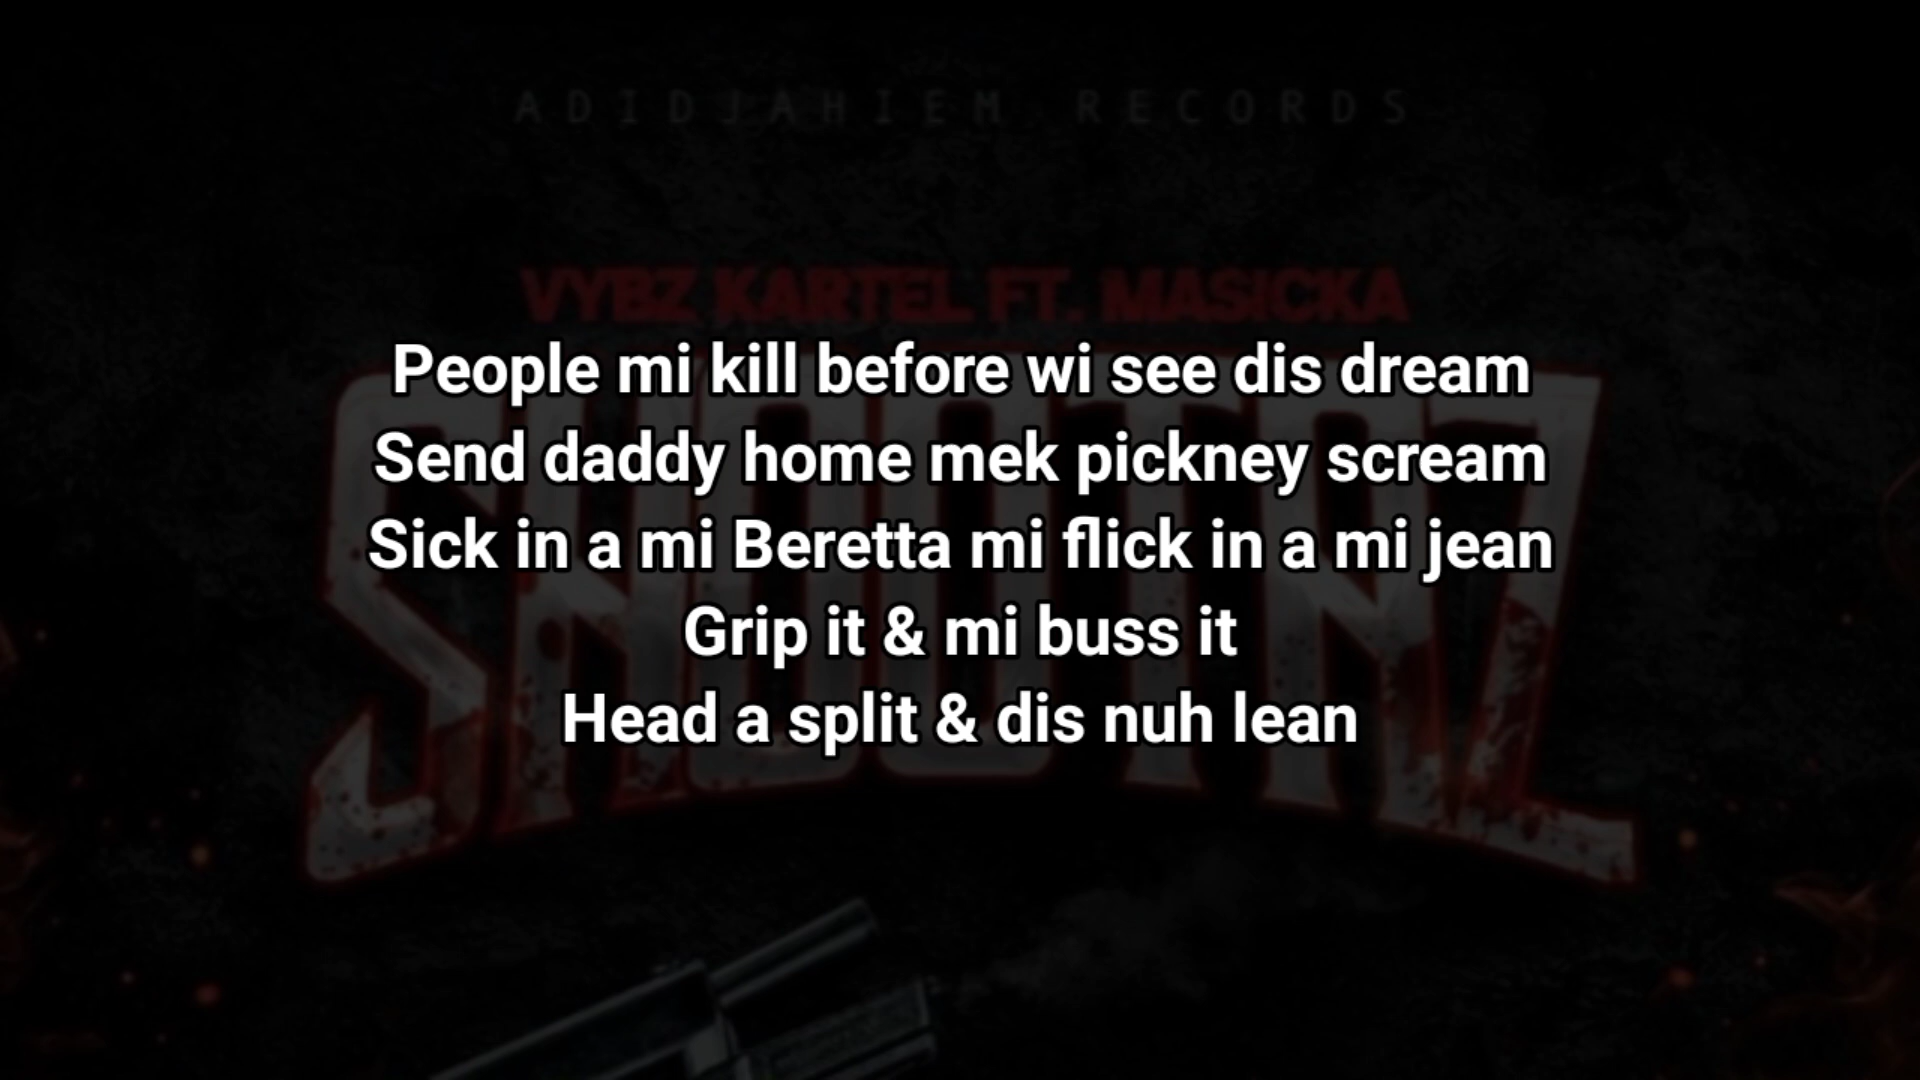 ADIDJAHIEM RECORDS
VYBZ KARTEL FT. MASICKA
SHOOTAZ
People mi kill before wi see dis dream
Send daddy home mek pickney scream
Sick in a mi Beretta mi flick in a mi jean
Grip it & mi buss it
Head a split & dis nuh lean